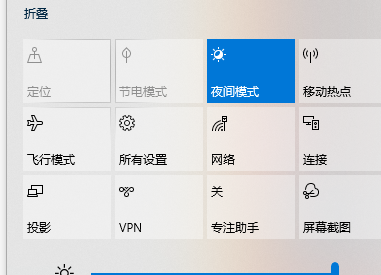 折叠
定位
节电模式
夜间模式
移动热点
飞行模式
所有设置
网络
连接
投影
VPN
关
专注助手
屏幕截图